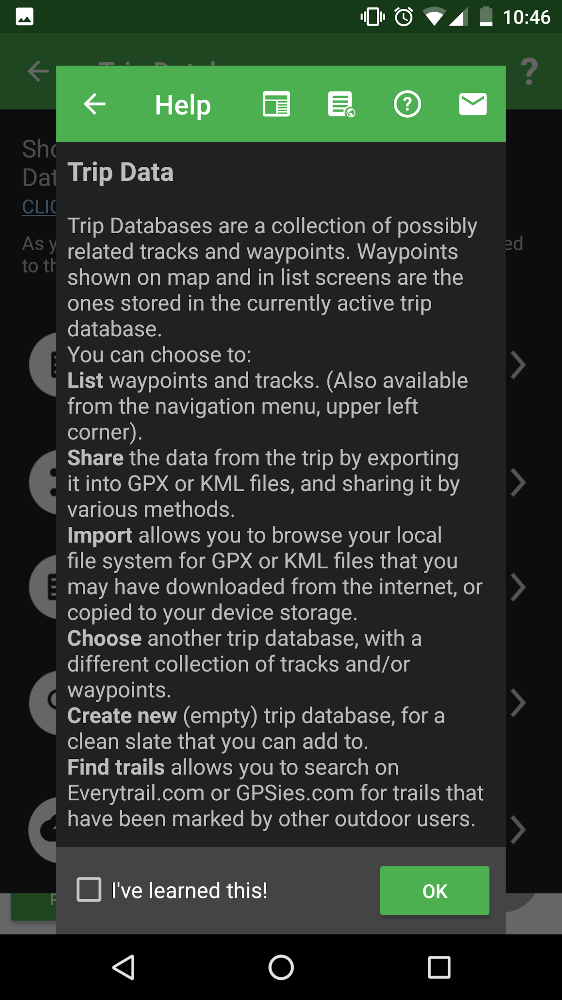 10:46
?
Help
Trip Data
Trip Databases are a collection of possibly
related tracks and waypoints. Waypoints
shown on map and in list screens are the
ones stored in the currently active trip
database.
You can choose to:
List waypoints and tracks. (Also available
from the navigation menu, upper left
corner).
Share the data from the trip by exporting
it into GPX or KML files, and sharing it by
various methods.
Import allows you to browse your local
file system for GPX or KML files that you
may have downloaded from the internet, or
copied to your device storage.
Choose another trip database, with a
different collection of tracks and/or
waypoints.
Create new (empty) trip database, for a
clean slate that you can add to.
Find trails allows you to search on
Everytrail.com or GPSies.com for trails that
have been marked by other outdoor users.
I've learned this!
OK